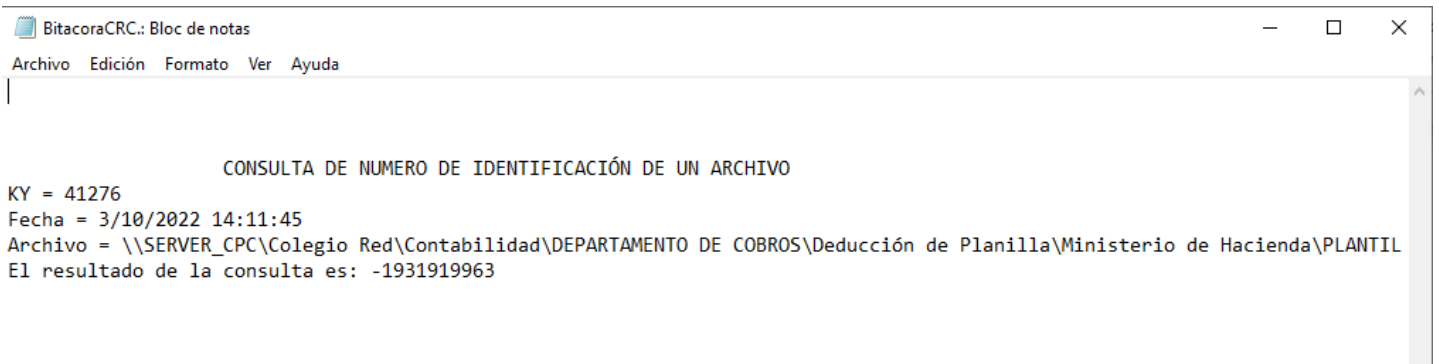 BitacoraCRC.: Bloc de notas
Archivo Edición Formato Ver Ayuda
CONSULTA DE NUMERO DE IDENTIFICACIÓN DE UN ARCHIVO
KY = 41276
Fecha = 3/10/2022 14:11:45
Archivo = \\SERVER_CPC\Colegio Red\Contabilidad\DEPARTAMENTO DE COBROS\Deducción de Planilla\Ministerio de Hacienda\PLANTIL
El resultado de la consulta es: -1931919963